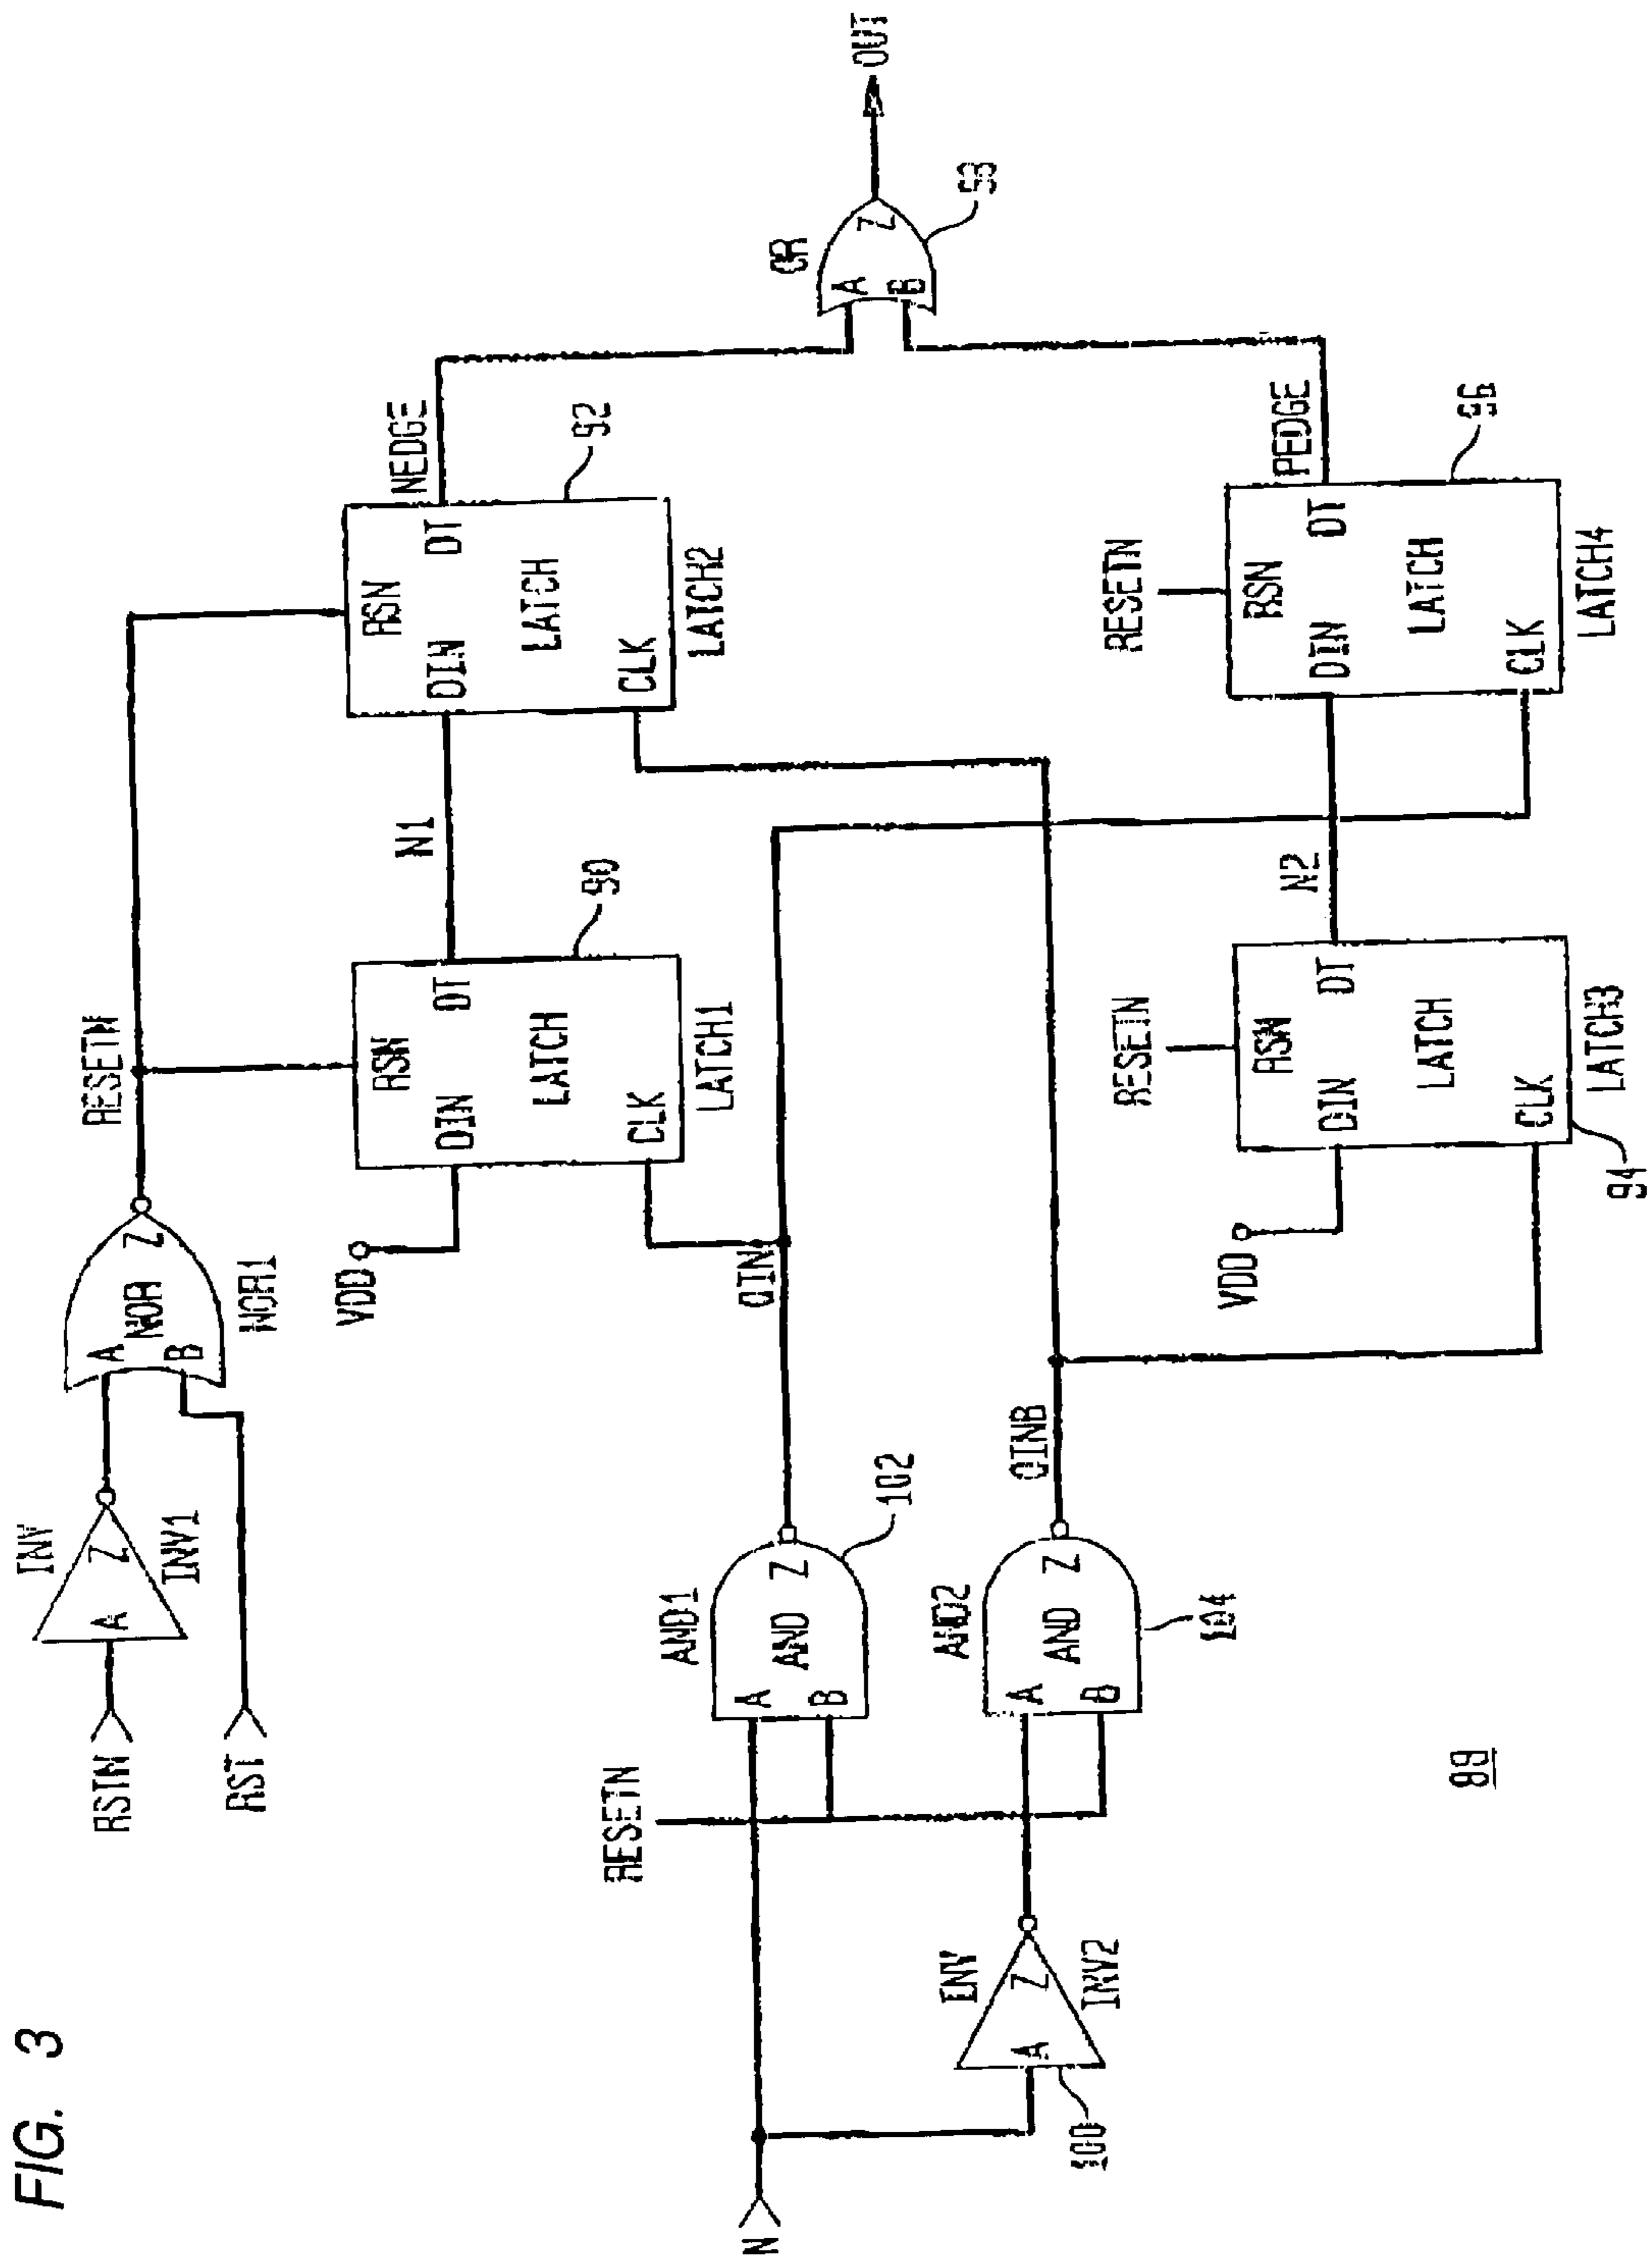 FIG. 3
RSTN
RST
INV
A
Z
INV1
A
B
NOR
Z
NOR1
RESETN
VDD
RSN
DIN
DT
LATCH
CLK
LATCH1
90
N1
RSN
DIN
DT
LATCH
CLK
LATCH2
92
NEDGE
N
RESETN
AND1
A
B
AND
Z
102
QIN
INV
A
Z
INV2
100
AND2
A
B
AND
Z
104
QINB
OR
A
B
Z
98
OUT
VDD
RESETN
RSN
DIN
DT
LATCH
CLK
LATCH3
94
N2
RESETN
RSN
DIN
DT
LATCH
CLK
LATCH4
96
PEDGE